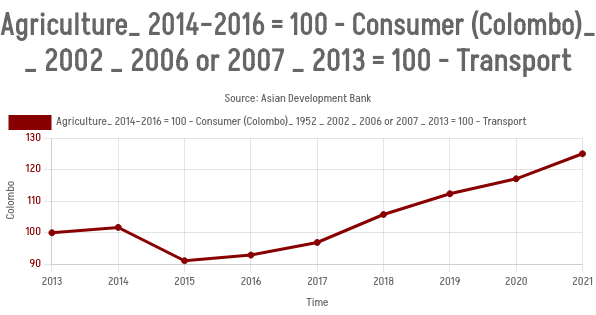 Agriculture_ 2014-2016 = 100 - Consumer (Colombo)_
_ 2002 _ 2006 or 2007 _ 2013 = 100 - Transport
Source: Asian Development Bank
Agriculture_ 2014-2016 = 100 - Consumer (Colombo)_ 1952 _ 2002 _ 2006 or 2007 _ 2013 = 100 - Transport
130
120
110
100
90
Colombo
2013 2014 2015 2016 2017 2018 2019 2020 2021
Time